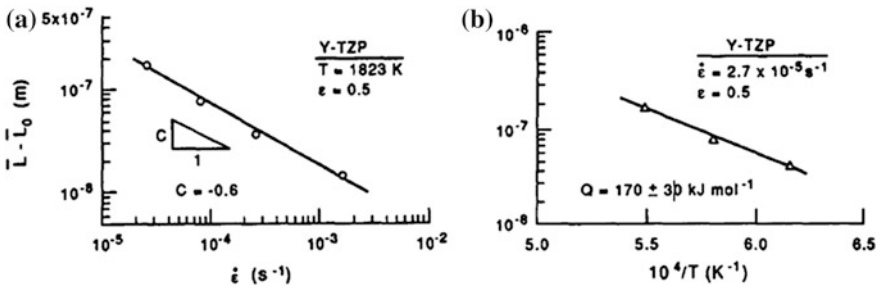 (a)
5x10⁻⁷
10⁻⁷
10⁻⁸
L̄ - L̄₀ (m)
Y-TZP
T = 1823 K
ε = 0.5
C
1
C = -0.6
10⁻⁵
10⁻⁴
10⁻³
10⁻²
ε̇ (s⁻¹)
(b)
10⁻⁶
10⁻⁷
10⁻⁸
Y-TZP
ε̇ = 2.7 x 10⁻⁵s⁻¹
ε = 0.5
Q = 170 ± 30 kJ mol⁻¹
5.0
5.5
6.0
6.5
10⁴/T (K⁻¹)